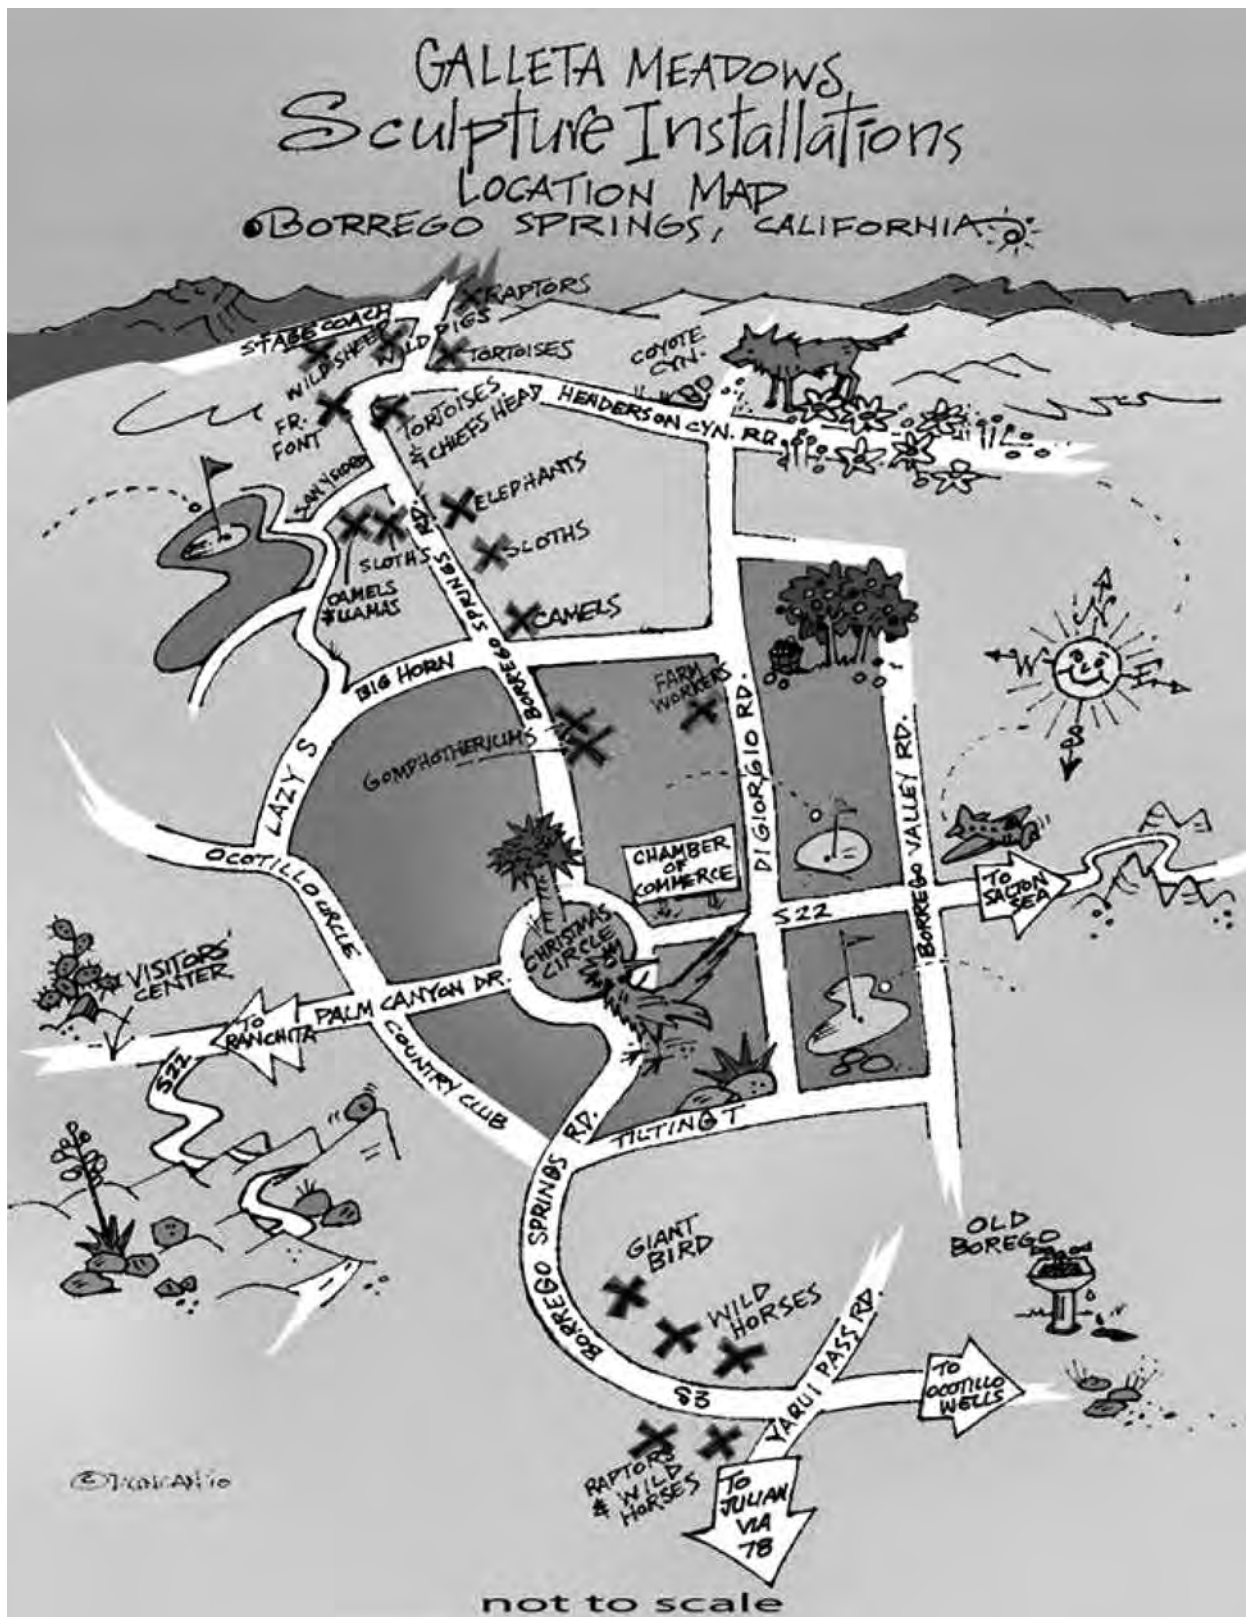 GALLETA MEADOWS
Sculpture Installations
LOCATION MAP
BORREGO SPRINGS, CALIFORNIA
RAPTORS
STAGE COACH
WILD SHEEP
WILD PIGS
TORTOISES
COYOTE
CYN.
FR.
FONT
TORTOISES
& CHIEFS HEAD
HENDERSON CYN. RD.
ELEPHANTS
SLOTHS
SLOTHS
CAMELS
& LLAMAS
CAMELS
BORREGO SPRINGS RD.
BIG HORN
BORREGO
FARM
WORKERS
GOMPHOTHERIUMS
N
W
E
S
LAZY S
DI GIORGIO RD.
BORREGO VALLEY RD.
OCOTILLO CIRCLE
CHAMBER
OF
COMMERCE
TO
SALTON
SEA
S22
CHRISTMAS
CIRCLE
VISITORS'
CENTER
PALM CANYON DR.
TO
RANCHITA
S22
COUNTRY CLUB
TILTING T
BORREGO SPRINGS RD.
GIANT
BIRD
OLD
BOREGO
WILD
HORSES
BORREGO
YAQUI PASS RD.
S3
TO
OCOTILLO
WELLS
RAPTORS
& WILD
HORSES
TO
JULIAN
VIA
78
not to scale